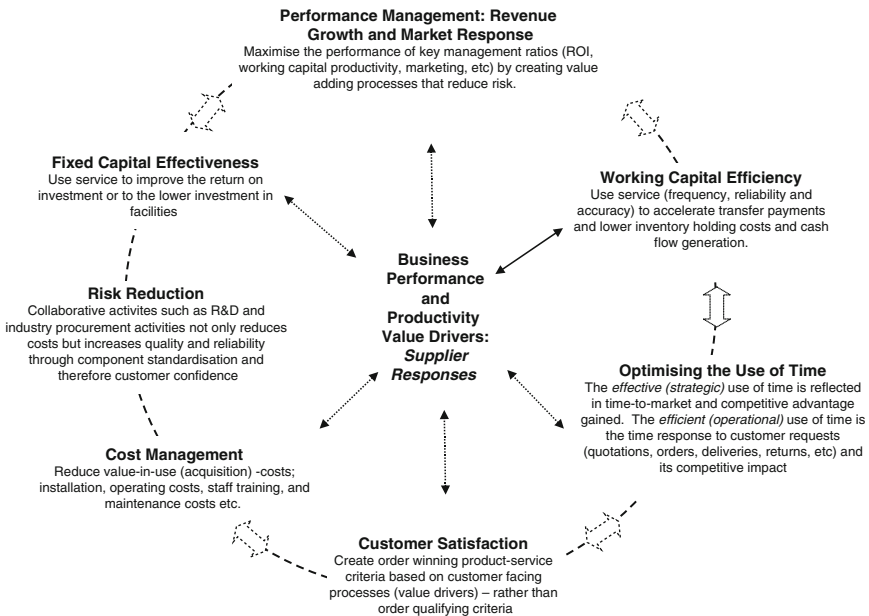 Performance Management: Revenue
Growth and Market Response
Maximise the performance of key management ratios (ROI,
working capital productivity, marketing, etc) by creating value
adding processes that reduce risk.
Fixed Capital Effectiveness
Use service to improve the return on
investment or to the lower investment in
facilities
Working Capital Efficiency
Use service (frequency, reliability and
accuracy) to accelerate transfer payments
and lower inventory holding costs and cash
flow generation.
Business
Performance
and
Productivity
Value Drivers:
Supplier
Responses
Risk Reduction
Collaborative activites such as R&D and
industry procurement activities not only reduces
costs but increases quality and reliability
through component standardisation and
therefore customer confidence
Optimising the Use of Time
The effective (strategic) use of time is reflected
in time-to-market and competitive advantage
gained. The efficient (operational) use of time is
the time response to customer requests
(quotations, orders, deliveries, returns, etc) and
its competitive impact
Cost Management
Reduce value-in-use (acquisition) -costs;
installation, operating costs, staff training, and
maintenance costs etc.
Customer Satisfaction
Create order winning product-service
criteria based on customer facing
processes (value drivers) – rather than
order qualifying criteria